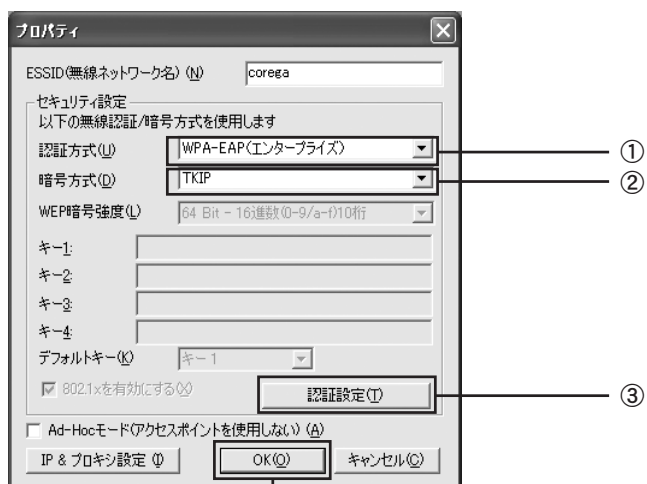 プロパティ
ESSID(無線ネットワーク名) (N) corega
セキュリティ設定
以下の無線認証/暗号方式を使用します
認証方式(U) WPA-EAP(エンタープライズ) ①
暗号方式(D) TKIP ②
WEP暗号強度(L) 64 Bit - 16進数(0-9/a-f)10桁
キー1:
キー2:
キー3:
キー4:
デフォルトキー(K) キー 1
802.1xを有効にする(X) 認証設定(T) ③
Ad-Hocモード(アクセスポイントを使用しない) (A)
IP & プロキシ設定 (I) OK(O) キャンセル(C)